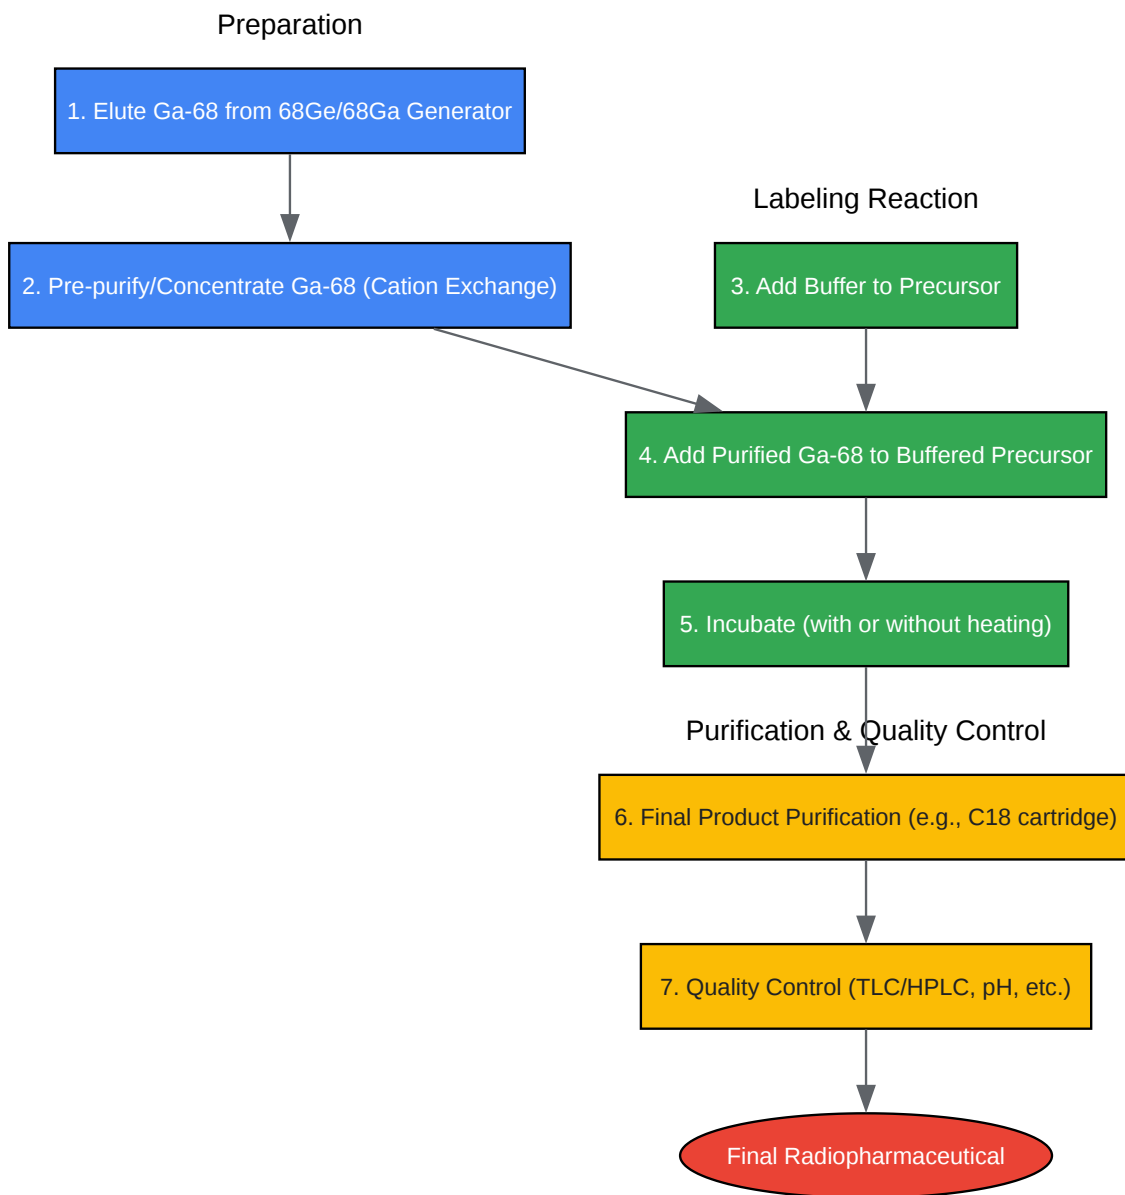 Preparation
1. Elute Ga-68 from 68Ge/68Ga Generator
2. Pre-purify/Concentrate Ga-68 (Cation Exchange)
Labeling Reaction
3. Add Buffer to Precursor
4. Add Purified Ga-68 to Buffered Precursor
5. Incubate (with or without heating)
Purification & Quality Control
6. Final Product Purification (e.g., C18 cartridge)
7. Quality Control (TLC/HPLC, pH, etc.)
Final Radiopharmaceutical